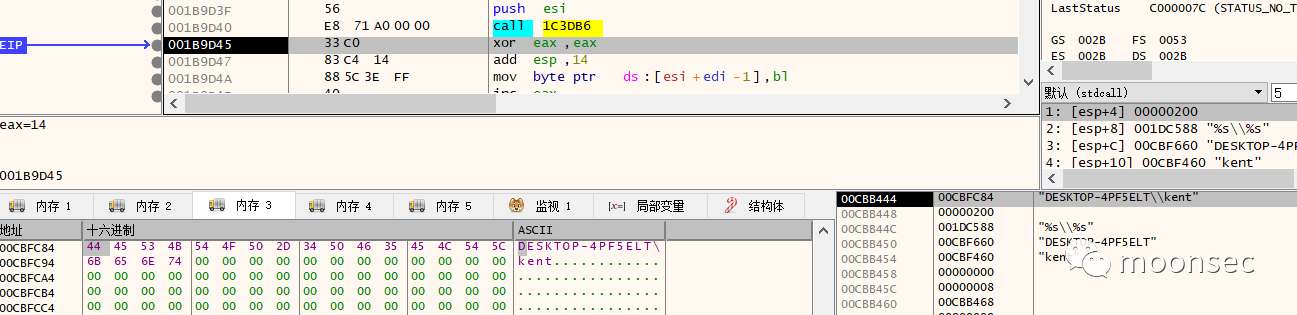 001B9D3F 56 push esi
001B9D40 E8 71 A0 00 00 call 1C3DB6
EIP 001B9D45 33 C0 xor eax,eax
001B9D47 83 C4 14 add esp,14
001B9D4A 88 5C 3E FF mov byte ptr ds:[esi+edi-1],bl
LastStatus C000007C (STATUS_NO_T
GS 002B FS 0053
ES 002B DS 002B
默认 (stdcall) 5
1: [esp+4] 00000200
2: [esp+8] 001DC588 "%s\\%s"
3: [esp+C] 00CBF660 "DESKTOP-4PF5ELT
4: [esp+10] 00CBF460 "kent"
eax=14
001B9D45
内存 1 内存 2 内存 3 内存 4 内存 5 监视 1 [x=] 局部变量 结构体
地址 十六进制 ASCII
00CBFC84 44 45 53 4B 54 4F 50 2D 34 50 46 35 45 4C 54 5C DESKTOP-4PF5ELT\
00CBFC94 6B 65 6E 74 00 00 00 00 00 00 00 00 00 00 00 00 kent............
00CBFCA4 00 00 00 00 00 00 00 00 00 00 00 00 00 00 00 00 ................
00CBFCB4 00 00 00 00 00 00 00 00 00 00 00 00 00 00 00 00 ................
00CBFCC4 00 00 00 00 00 00 00 00 00 00 00 00 00 00 00 00 ................
00CBB444 00CBFC84 "DESKTOP-4PF5ELT\\kent"
00CBB448 00000200
00CBB44C 001DC588 "%s\\%s"
00CBB450 00CBF660 "DESKTOP-4PF5ELT"
00CBB454 00CBF460 "kent"
00CBB458 00000000
00CBB45C 00000008
00CBB460 00CBB468
moonsec